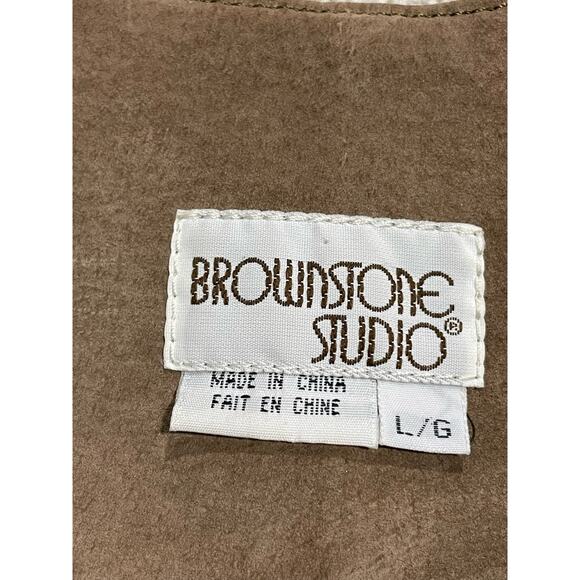 BROWNSTONE
STUDIO®
MADE IN CHINA
FAIT EN CHINE
L/G